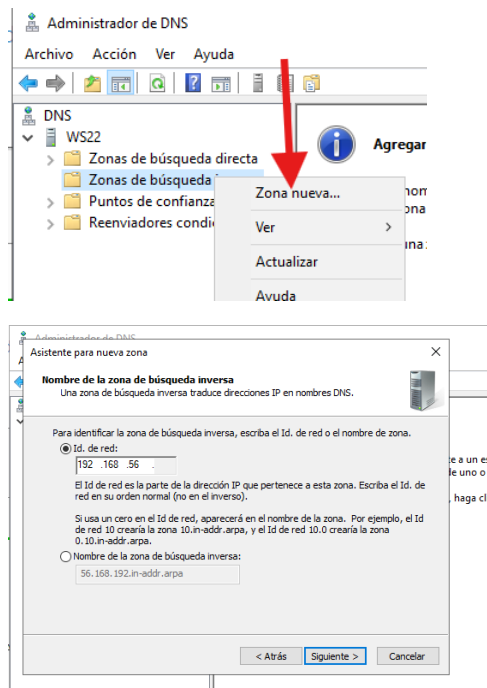 Administrador de DNS
Archivo Acción Ver Ayuda
DNS
WS22
Zonas de búsqueda directa
Zonas de búsqueda
Puntos de confianza
Reenviadores condi
Agregar
Zona nueva...
Ver
Actualizar
Ayuda
Administrador de DNS
Asistente para nueva zona
Nombre de la zona de búsqueda inversa
Una zona de búsqueda inversa traduce direcciones IP en nombres DNS.
Para identificar la zona de búsqueda inversa, escriba el Id. de red o el nombre de zona.
Id. de red:
192 .168 .56 .
El Id de red es la parte de la dirección IP que pertenece a esta zona. Escriba el Id. de
red en su orden normal (no en el inverso).
Si usa un cero en el Id de red, aparecerá en el nombre de la zona. Por ejemplo, el Id
de red 10 crearía la zona 10.in-addr.arpa, y el Id de red 10.0 crearía la zona
0.10.in-addr.arpa.
Nombre de la zona de búsqueda inversa:
56.168.192.in-addr.arpa
< Atrás Siguiente > Cancelar
de uno o
, haga cl